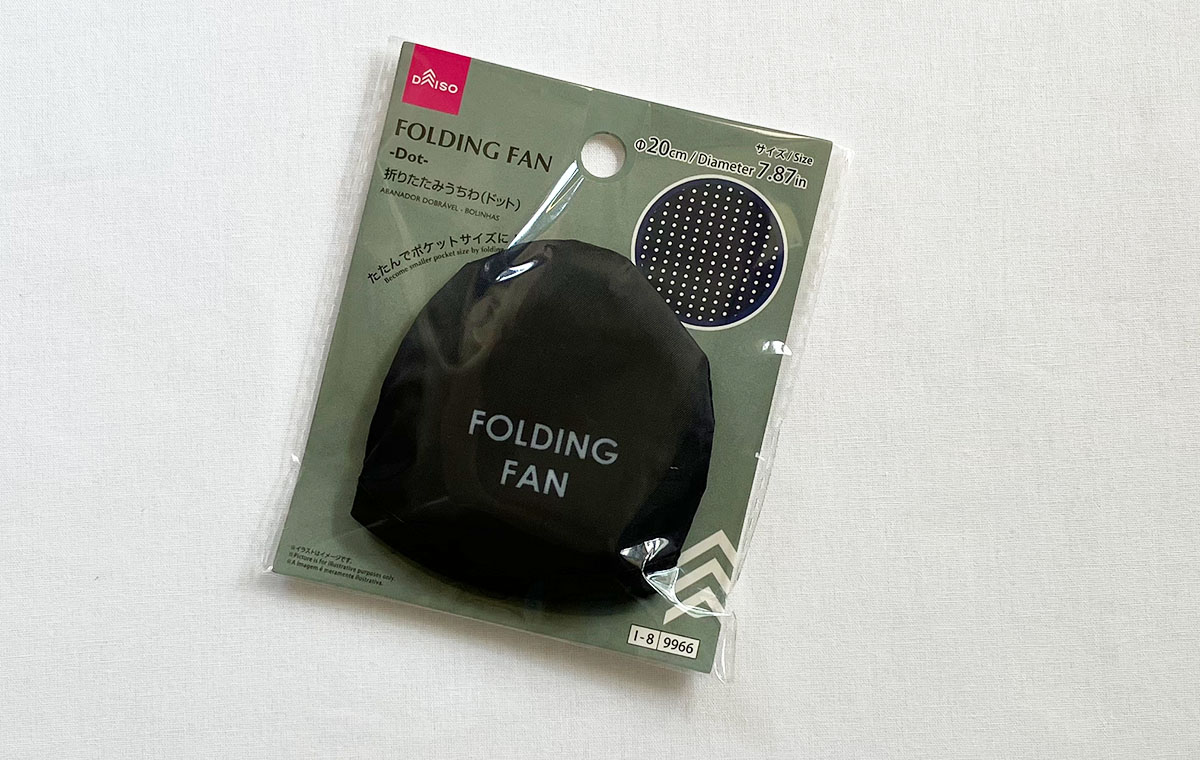 DAISO
FOLDING FAN
-Dot-
折りたたみうちわ(ドット)
ABANADOR DOBRÁVEL - BOLINHAS
たたんでポケットサイズに
Become smaller pocket size by folding
サイズ/Size
Φ20cm / Diameter 7.87in
FOLDING
FAN
※イラストはイメージです。
※Picture is for illustrative purposes only
※A imagem é meramente ilustrativa.
I-8 9966